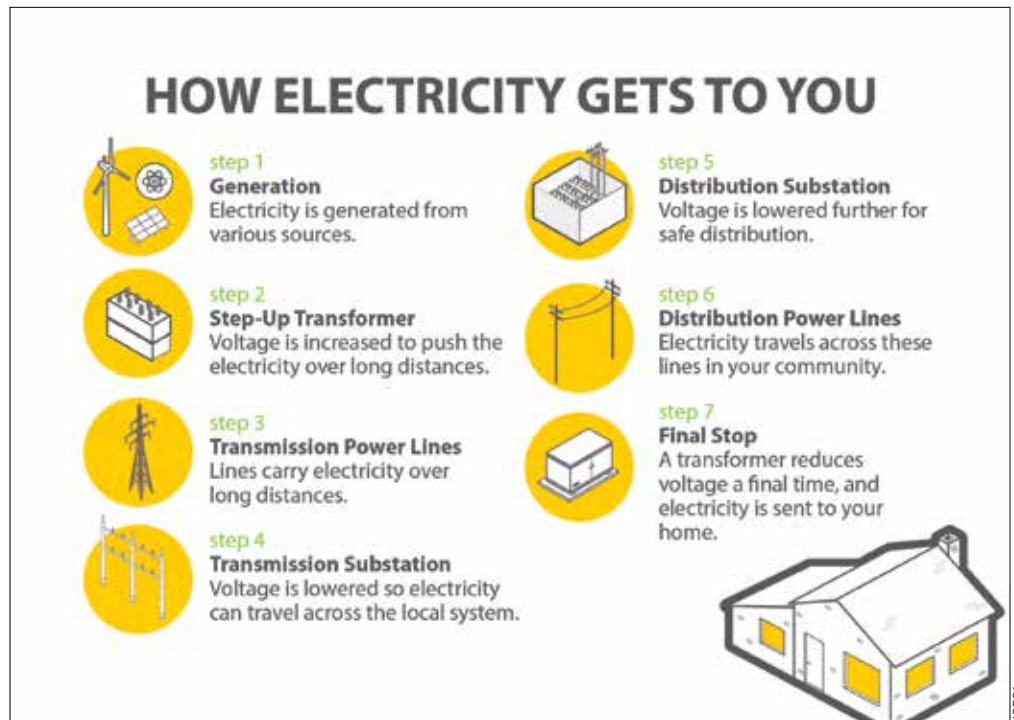 HOW ELECTRICITY GETS TO YOU
step 1
Generation
Electricity is generated from
various sources.
step 2
Step-Up Transformer
Voltage is increased to push the
electricity over long distances.
step 3
Transmission Power Lines
Lines carry electricity over
long distances.
step 4
Transmission Substation
Voltage is lowered so electricity
can travel across the local system.
step 5
Distribution Substation
Voltage is lowered further for
safe distribution.
step 6
Distribution Power Lines
Electricity travels across these
lines in your community.
step 7
Final Stop
A transformer reduces
voltage a final time, and
electricity is sent to your
home.